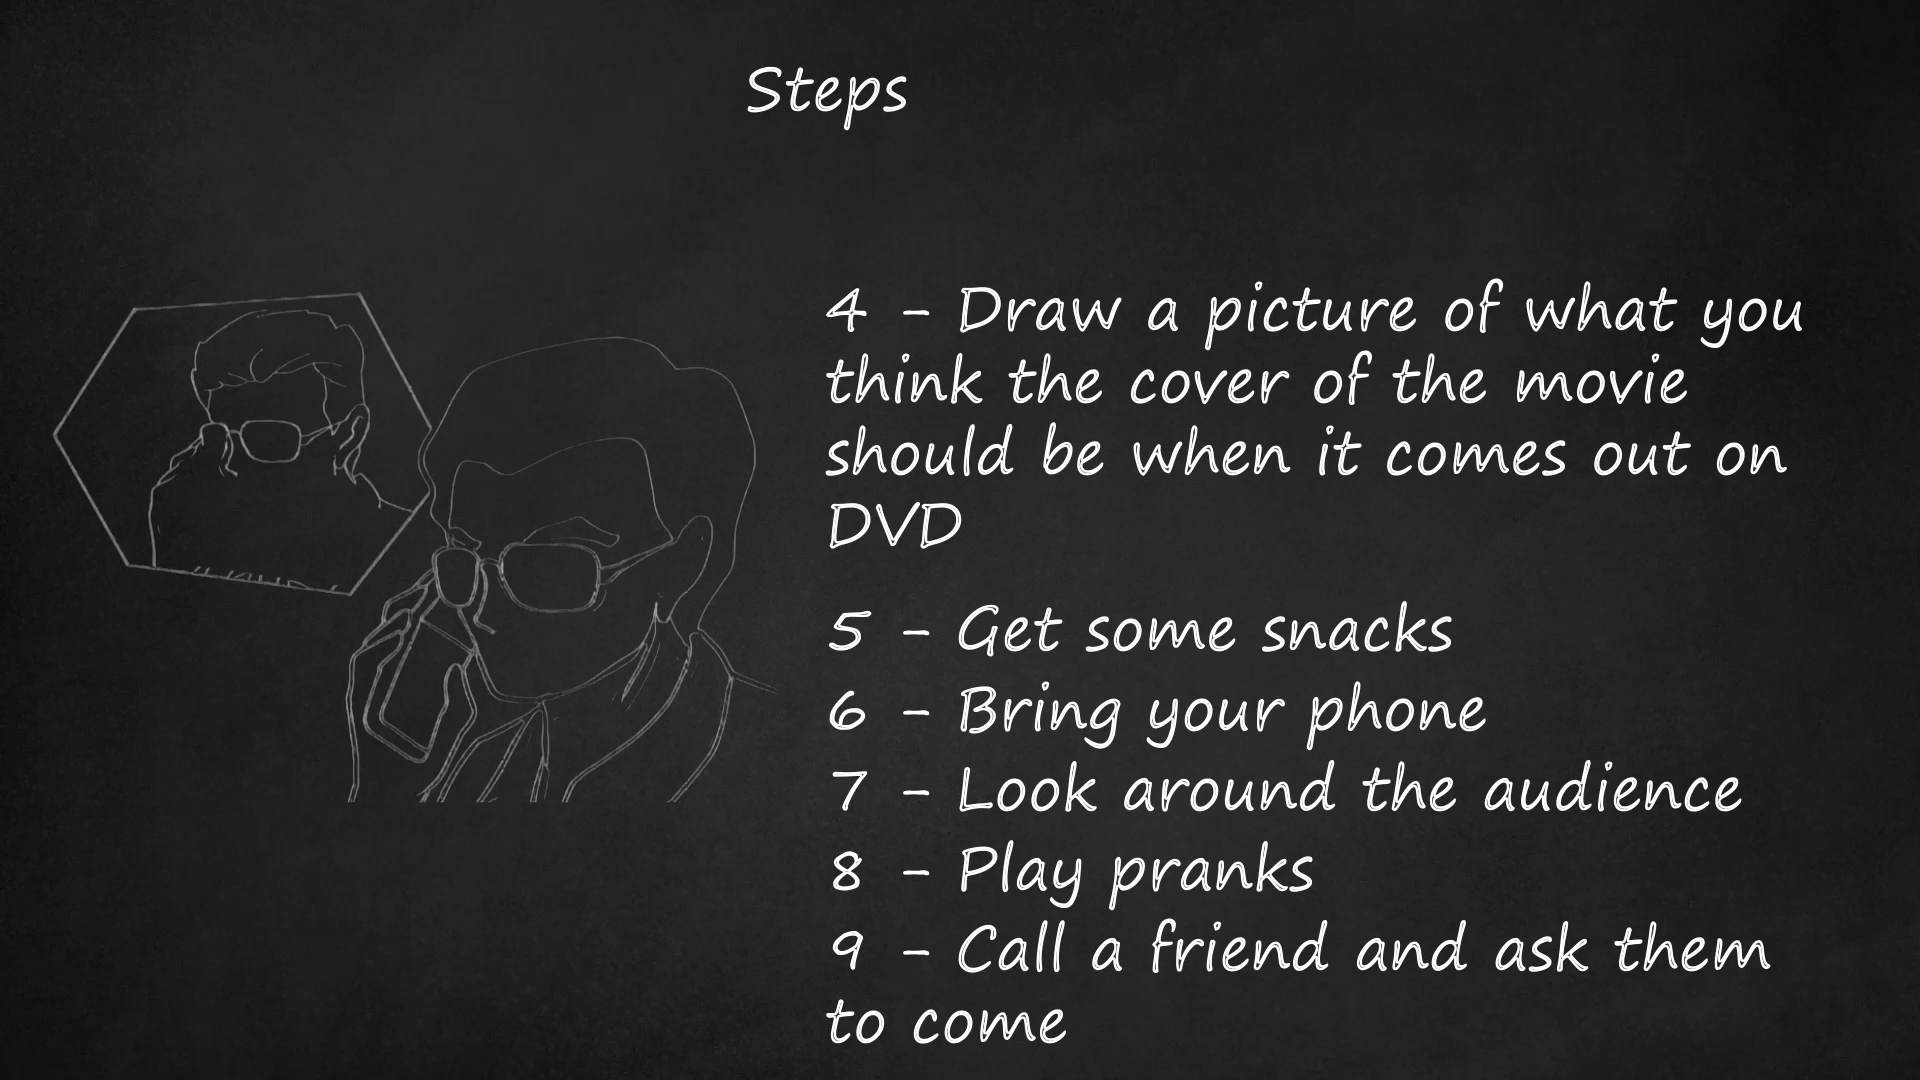 Steps
4 - Draw a picture of what you
think the cover of the movie
should be when it comes out on
DVD
5 - Get some snacks
6 - Bring your phone
7 - Look around the audience
8 - Play pranks
9 - Call a friend and ask them
to come